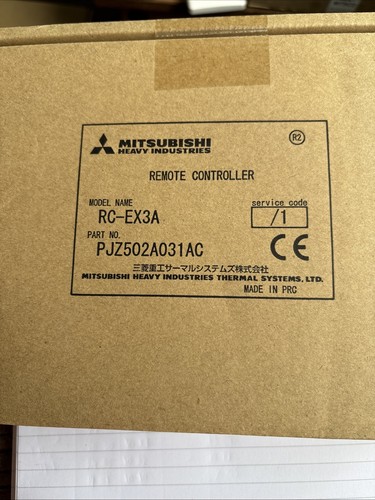 MITSUBISHI
HEAVY INDUSTRIES
R2
REMOTE CONTROLLER
MODEL NAME
RC-EX3A
service code
/1
PART NO.
PJZ502A031AC
CE
三菱重工サーマルシステムズ株式会社
MITSUBISHI HEAVY INDUSTRIES THERMAL SYSTEMS, LTD.
MADE IN PRC